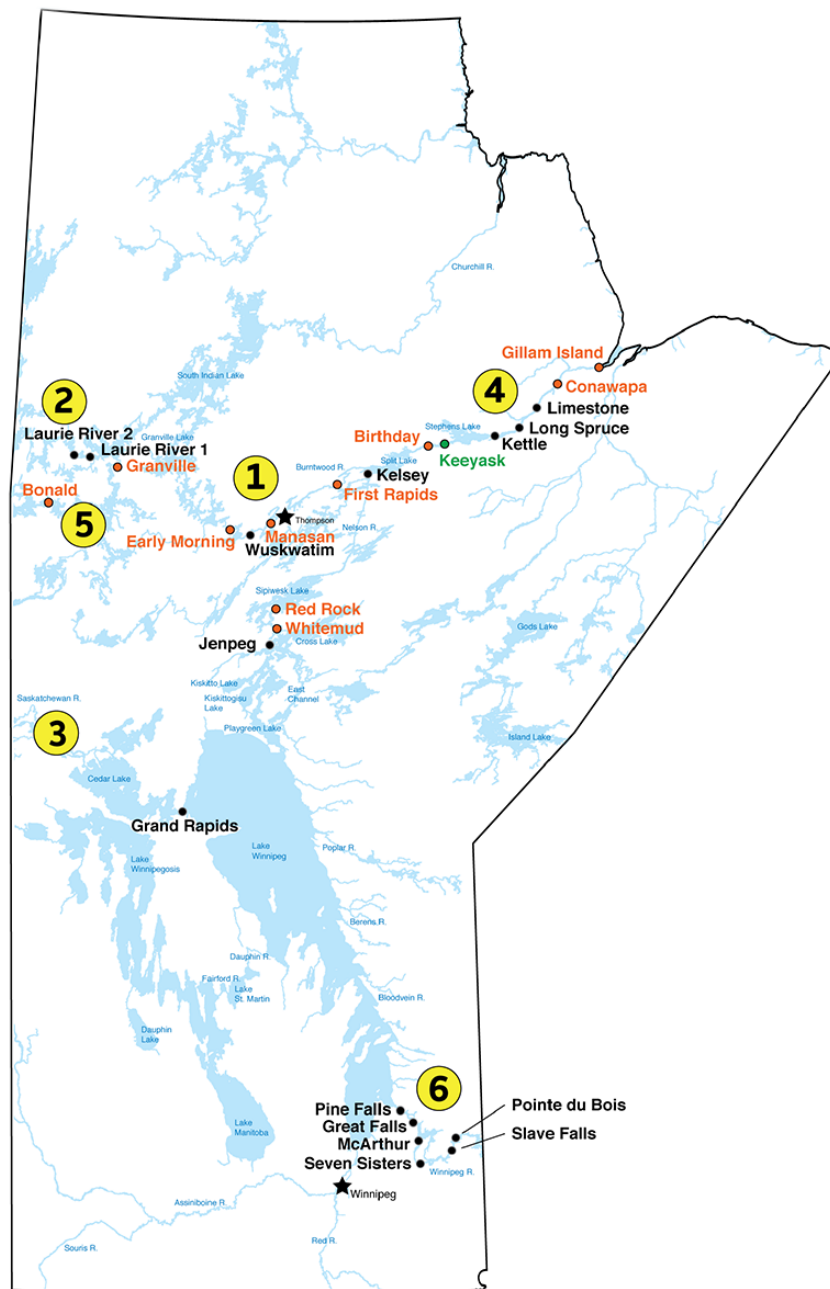 Churchill R.
Gillam Island
Conawapa
4
South Indian Lake
2
Limestone
Laurie River 2
Granville Lake
Stephens Lake
Long Spruce
Laurie River 1
Birthday
Kettle
Granville
Keeyask
Split Lake
Burntwood R.
Kelsey
1
Bonald
First Rapids
5
Thompson
Nelson R.
Early Morning
Manasan
Wuskwatim
Sipiwesk Lake
Red Rock
Whitemud
Gods Lake
Jenpeg
Cross Lake
Kiskitto Lake
East
Channel
Saskatchewan R.
Kiskittogisu
Lake
Playgreen Lake
3
Island Lake
Cedar Lake
Grand Rapids
Lake
Winnipeg
Poplar R.
Lake
Winnipegosis
Berens R.
Dauphin R.
Fairford R.
Lake
St. Martin
Bloodvein R.
Dauphin
Lake
6
Pointe du Bois
Pine Falls
Great Falls
Lake
Manitoba
McArthur
Slave Falls
Seven Sisters
Winnipeg R.
Winnipeg
Assiniboine R.
Souris R.
Red R.